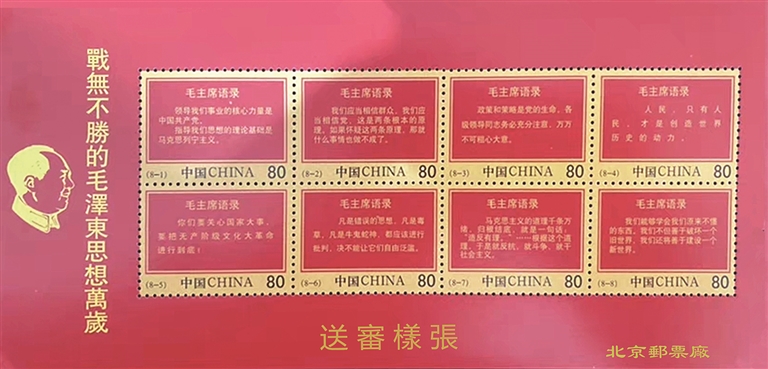 戰無不勝的毛澤東思想萬歲
毛主席语录
领导我们事业的核心力量是
中国共产党。
指导我们思想的理论基础是
马克思列宁主义。
(8-1)
中国CHINA 80
毛主席语录
我们应当相信群众，我们应
当相信党，这是两条根本的原
理，如果怀疑这两条原理，那就
什么事情也做不成了。
(8-2)
中国CHINA 80
毛主席语录
政策和策略是党的生命，各
级领导同志务必充分注意，万万
不可粗心大意。
(8-3)
中国CHINA 80
毛主席语录
人民，只有人
民，才是创造世界
历史的动力。
(8-4)
中国CHINA 80
毛主席语录
你们要关心国家大事，
要把无产阶级文化大革命
进行到底！
(8-5)
中国CHINA 80
毛主席语录
凡是错误的思想，凡是毒
草，凡是牛鬼蛇神，都应该进行
批判，决不能让它们自由泛滥。
(8-6)
中国CHINA 80
毛主席语录
马克思主义的道理千条万
绪，归根结底，就是一句话：
“造反有理。”……根据这个道
理，于是就反抗，就斗争，就干
社会主义。
(8-7)
中国CHINA 80
毛主席语录
我们能够学会我们原来不懂
的东西。我们不但善于破坏一个
旧世界，我们还将善于建设一个
新世界。
(8-8)
中国CHINA 80
送審樣張
北京郵票廠